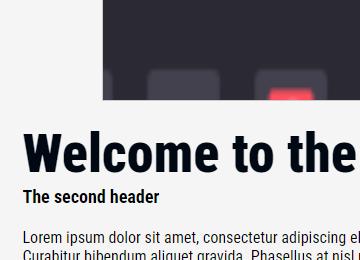 Welcome to the
The second header
Lorem ipsum dolor sit amet, consectetur adipiscing
Curabitur bibendum aliquet gravida. Phasellus at nisl